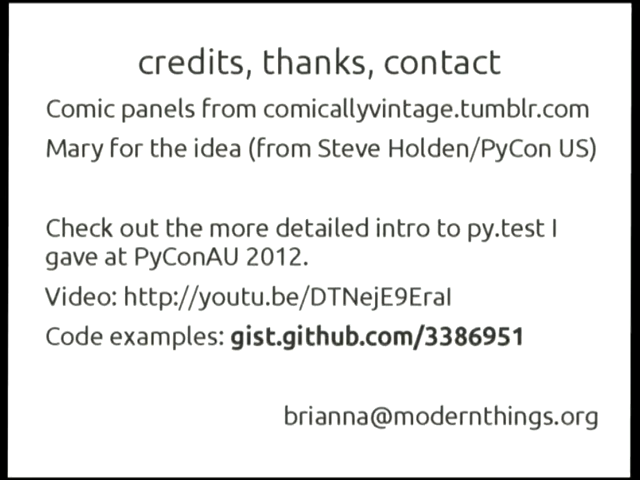 credits, thanks, contact
Comic panels from comicallyvintage.tumblr.com
Mary for the idea (from Steve Holden/PyCon US)
Check out the more detailed intro to py.test I
gave at PyConAU 2012.
Video: http://youtu.be/DTNejE9EraI
Code examples: gist.github.com/3386951
brianna@modernthings.org